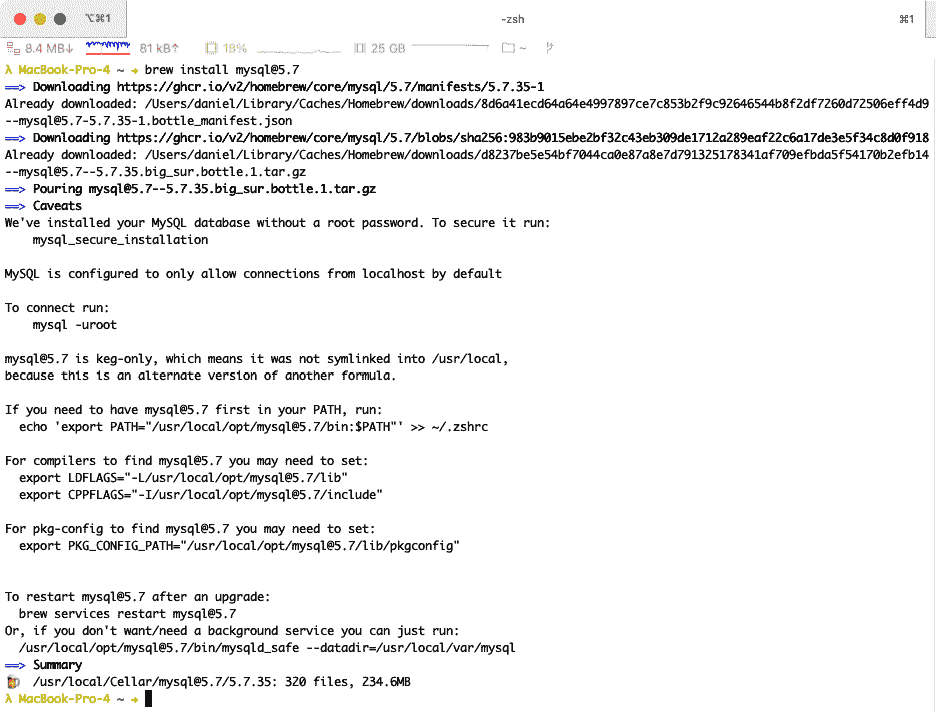 ⌥⌘1 -zsh ⌘1
8.4 MB↓ 81 kB↑ 18% 25 GB ~
λ MacBook-Pro-4 ~ → brew install mysql@5.7
==> Downloading https://ghcr.io/v2/homebrew/core/mysql/5.7/manifests/5.7.35-1
Already downloaded: /Users/daniel/Library/Caches/Homebrew/downloads/8d6a41ecd64a64e4997897ce7c853b2f9c92646544b8f2df7260d72506eff4d9
--mysql@5.7-5.7.35-1.bottle_manifest.json
==> Downloading https://ghcr.io/v2/homebrew/core/mysql/5.7/blobs/sha256:983b9015ebe2bf32c43eb309de1712a289eaf22c6a17de3e5f34c8d0f918
Already downloaded: /Users/daniel/Library/Caches/Homebrew/downloads/d8237be5e54bf7044ca0e87a8e7d791325178341af709efbda5f54170b2efb14
--mysql@5.7--5.7.35.big_sur.bottle.1.tar.gz
==> Pouring mysql@5.7--5.7.35.big_sur.bottle.1.tar.gz
==> Caveats
We've installed your MySQL database without a root password. To secure it run:
mysql_secure_installation
MySQL is configured to only allow connections from localhost by default
To connect run:
mysql -uroot
mysql@5.7 is keg-only, which means it was not symlinked into /usr/local,
because this is an alternate version of another formula.
If you need to have mysql@5.7 first in your PATH, run:
echo 'export PATH="/usr/local/opt/mysql@5.7/bin:$PATH"' >> ~/.zshrc
For compilers to find mysql@5.7 you may need to set:
export LDFLAGS="-L/usr/local/opt/mysql@5.7/lib"
export CPPFLAGS="-I/usr/local/opt/mysql@5.7/include"
For pkg-config to find mysql@5.7 you may need to set:
export PKG_CONFIG_PATH="/usr/local/opt/mysql@5.7/lib/pkgconfig"
To restart mysql@5.7 after an upgrade:
brew services restart mysql@5.7
Or, if you don't want/need a background service you can just run:
/usr/local/opt/mysql@5.7/bin/mysqld_safe --datadir=/usr/local/var/mysql
==> Summary
🍺 /usr/local/Cellar/mysql@5.7/5.7.35: 320 files, 234.6MB
λ MacBook-Pro-4 ~ →